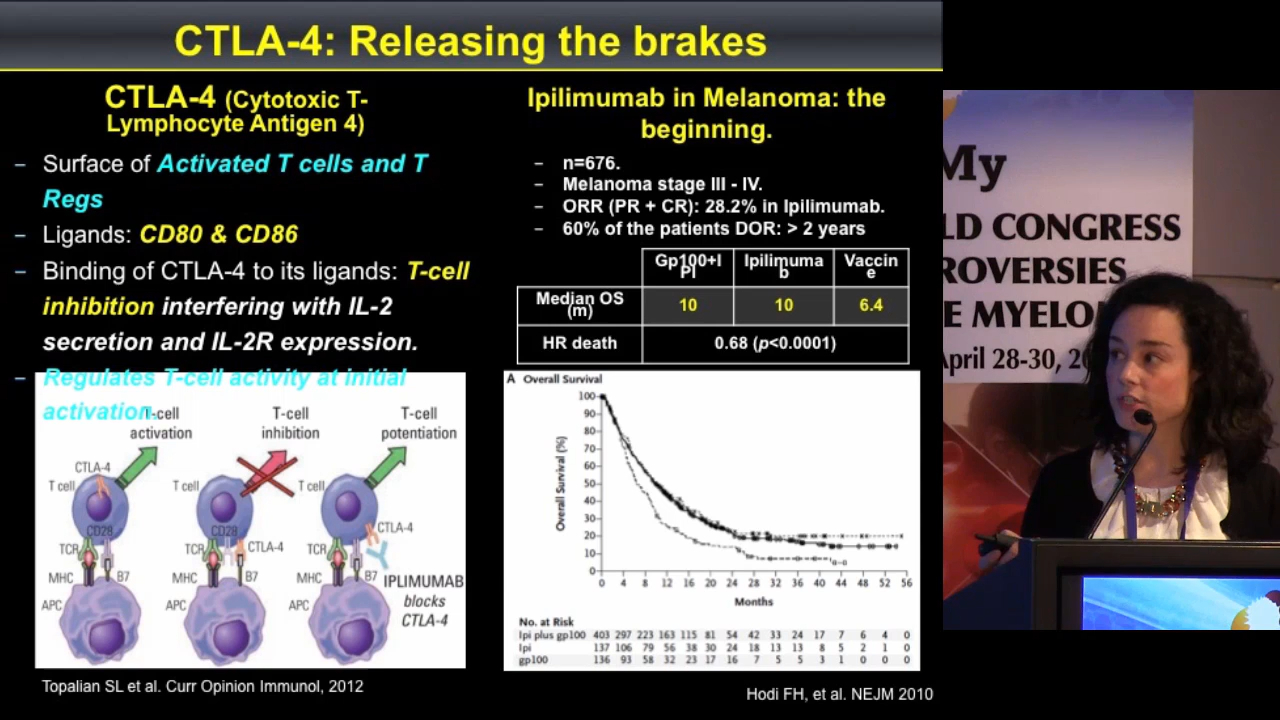 CTLA-4: Releasing the brakes
CTLA-4 (Cytotoxic T-
Lymphocyte Antigen 4)
– Surface of Activated T cells and T
Regs
– Ligands: CD80 & CD86
– Binding of CTLA-4 to its ligands: T-cell
inhibition interfering with IL-2
secretion and IL-2R expression.
– Regulates T-cell activity at initial
activation.
T-cell activation
T-cell inhibition
T-cell potentiation
CTLA-4
T cell
CD28
TCR
MHC
B7
APC
T cell
CD28
TCR
CTLA-4
MHC
B7
APC
T cell
CTLA-4
TCR
MHC
B7
APC
IPLIMUMAB
blocks
CTLA-4
Topalian SL et al. Curr Opinion Immunol, 2012
Ipilimumab in Melanoma: the
beginning.
– n=676.
– Melanoma stage III - IV.
– ORR (PR + CR): 28.2% in Ipilimumab.
– 60% of the patients DOR: > 2 years
Gp100+I
PI
Ipilimuma
b
Vaccin
e
Median OS
(m)
10 10 6.4
HR death 0.68 (p<0.0001)
A Overall Survival
Overall Survival (%)
100
90
80
70
60
50
40
30
20
10
0
0 4 8 12 16 20 24 28 32 36 40 44 48 52 56
Months
No. at Risk
Ipi plus gp100 403 297 223 163 115 81 54 42 33 24 17 7 6 4 0
Ipi 137 106 79 56 38 30 24 18 13 13 8 5 2 1 0
gp100 136 93 58 32 23 17 16 7 5 5 3 1 0 0 0
Hodi FH, et al. NEJM 2010
My
LD CONGRESS
ROVERSIES
E MYELO
April 28-30, 20